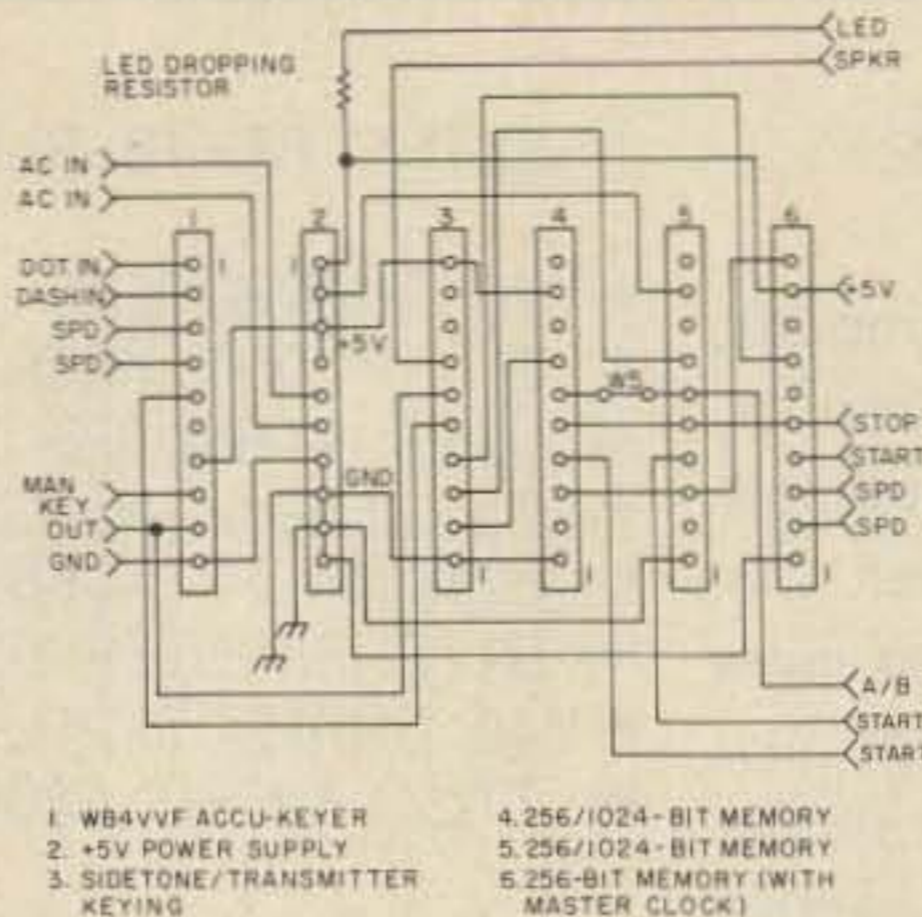 LED
SPKR
LED DROPPING
RESISTOR
AC IN
AC IN
1 2 3 4 5 6
DOT IN 1 1
DASH IN
+5V
SPD
+5V
SPD
W5
STOP
START
MAN
KEY
GND
SPD
OUT
SPD
GND
1 1 1 1
A/B
START
START
1. WB4VVF ACCU-KEYER
2. +5V POWER SUPPLY
3. SIDETONE/TRANSMITTER
KEYING
4. 256/1024-BIT MEMORY
5. 256/1024-BIT MEMORY
6. 256-BIT MEMORY (WITH
MASTER CLOCK)